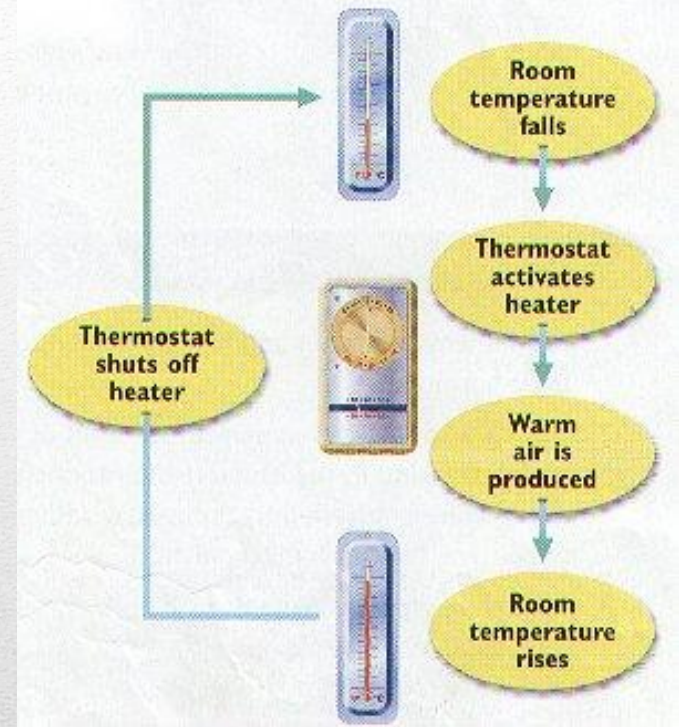 Room
temperature
falls
Thermostat
activates
heater
Thermostat
shuts off
heater
Warm
air is
produced
Room
temperature
rises